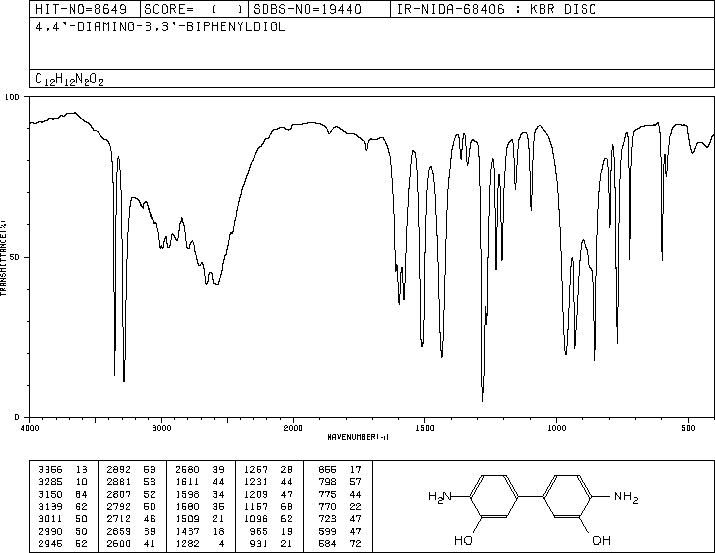 HIT-NO=8649 SCORE= ( ) SDBS-NO=19440 IR-NIDA-68406 : KBR DISC
4,4'-DIAMINO-3,3'-BIPHENYLDIOL
C12H12N2O2
100
50
0
TRANSMITTANCE(%)
4000 3000 2000 1500 1000 500
WAVENUMBER(-1)
3366 13 2892 53 2680 39 1267 28 866 17
3285 10 2881 53 1611 44 1231 44 798 57
3150 64 2807 52 1598 34 1209 47 775 44
3139 62 2792 50 1580 35 1157 68 770 22
3011 50 2712 46 1509 21 1096 62 723 47
2990 50 2659 39 1437 18 965 19 599 47
2945 52 2600 41 1282 4 931 21 584 72
H2N
NH2
HO
OH